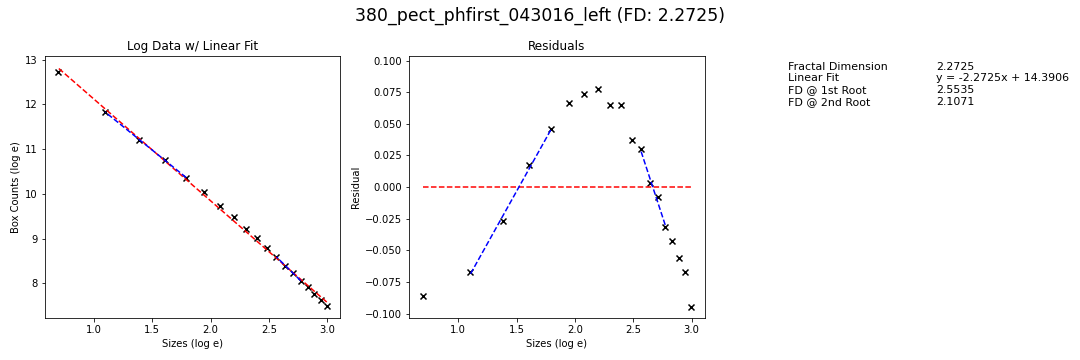 380_pect_phfirst_043016_left (FD: 2.2725)
Log Data w/ Linear Fit
13
12
11
10
9
8
Box Counts (log e)
1.0 1.5 2.0 2.5 3.0
Sizes (log e)
Residuals
0.100
0.075
0.050
0.025
0.000
−0.025
−0.050
−0.075
−0.100
Residual
1.0 1.5 2.0 2.5 3.0
Sizes (log e)
Fractal Dimension 2.2725
Linear Fit y = -2.2725x + 14.3906
FD @ 1st Root 2.5535
FD @ 2nd Root 2.1071